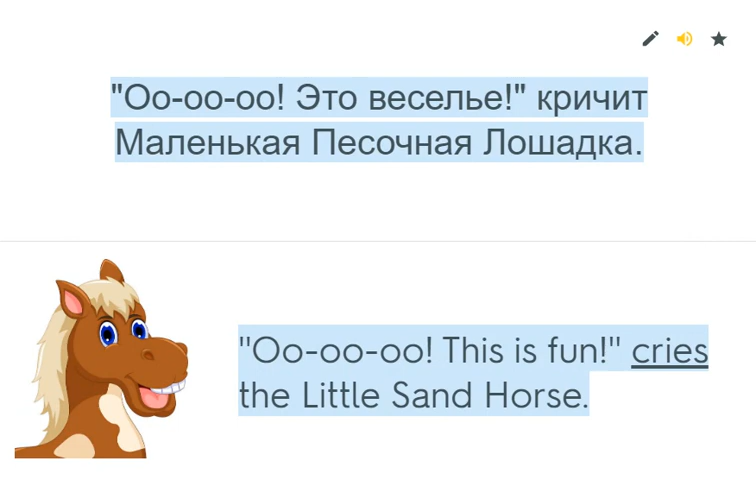 "Оо-оо-оо! Это веселье!" кричит
Маленькая Песочная Лошадка.
"Oo-oo-oo! This is fun!" cries
the Little Sand Horse.